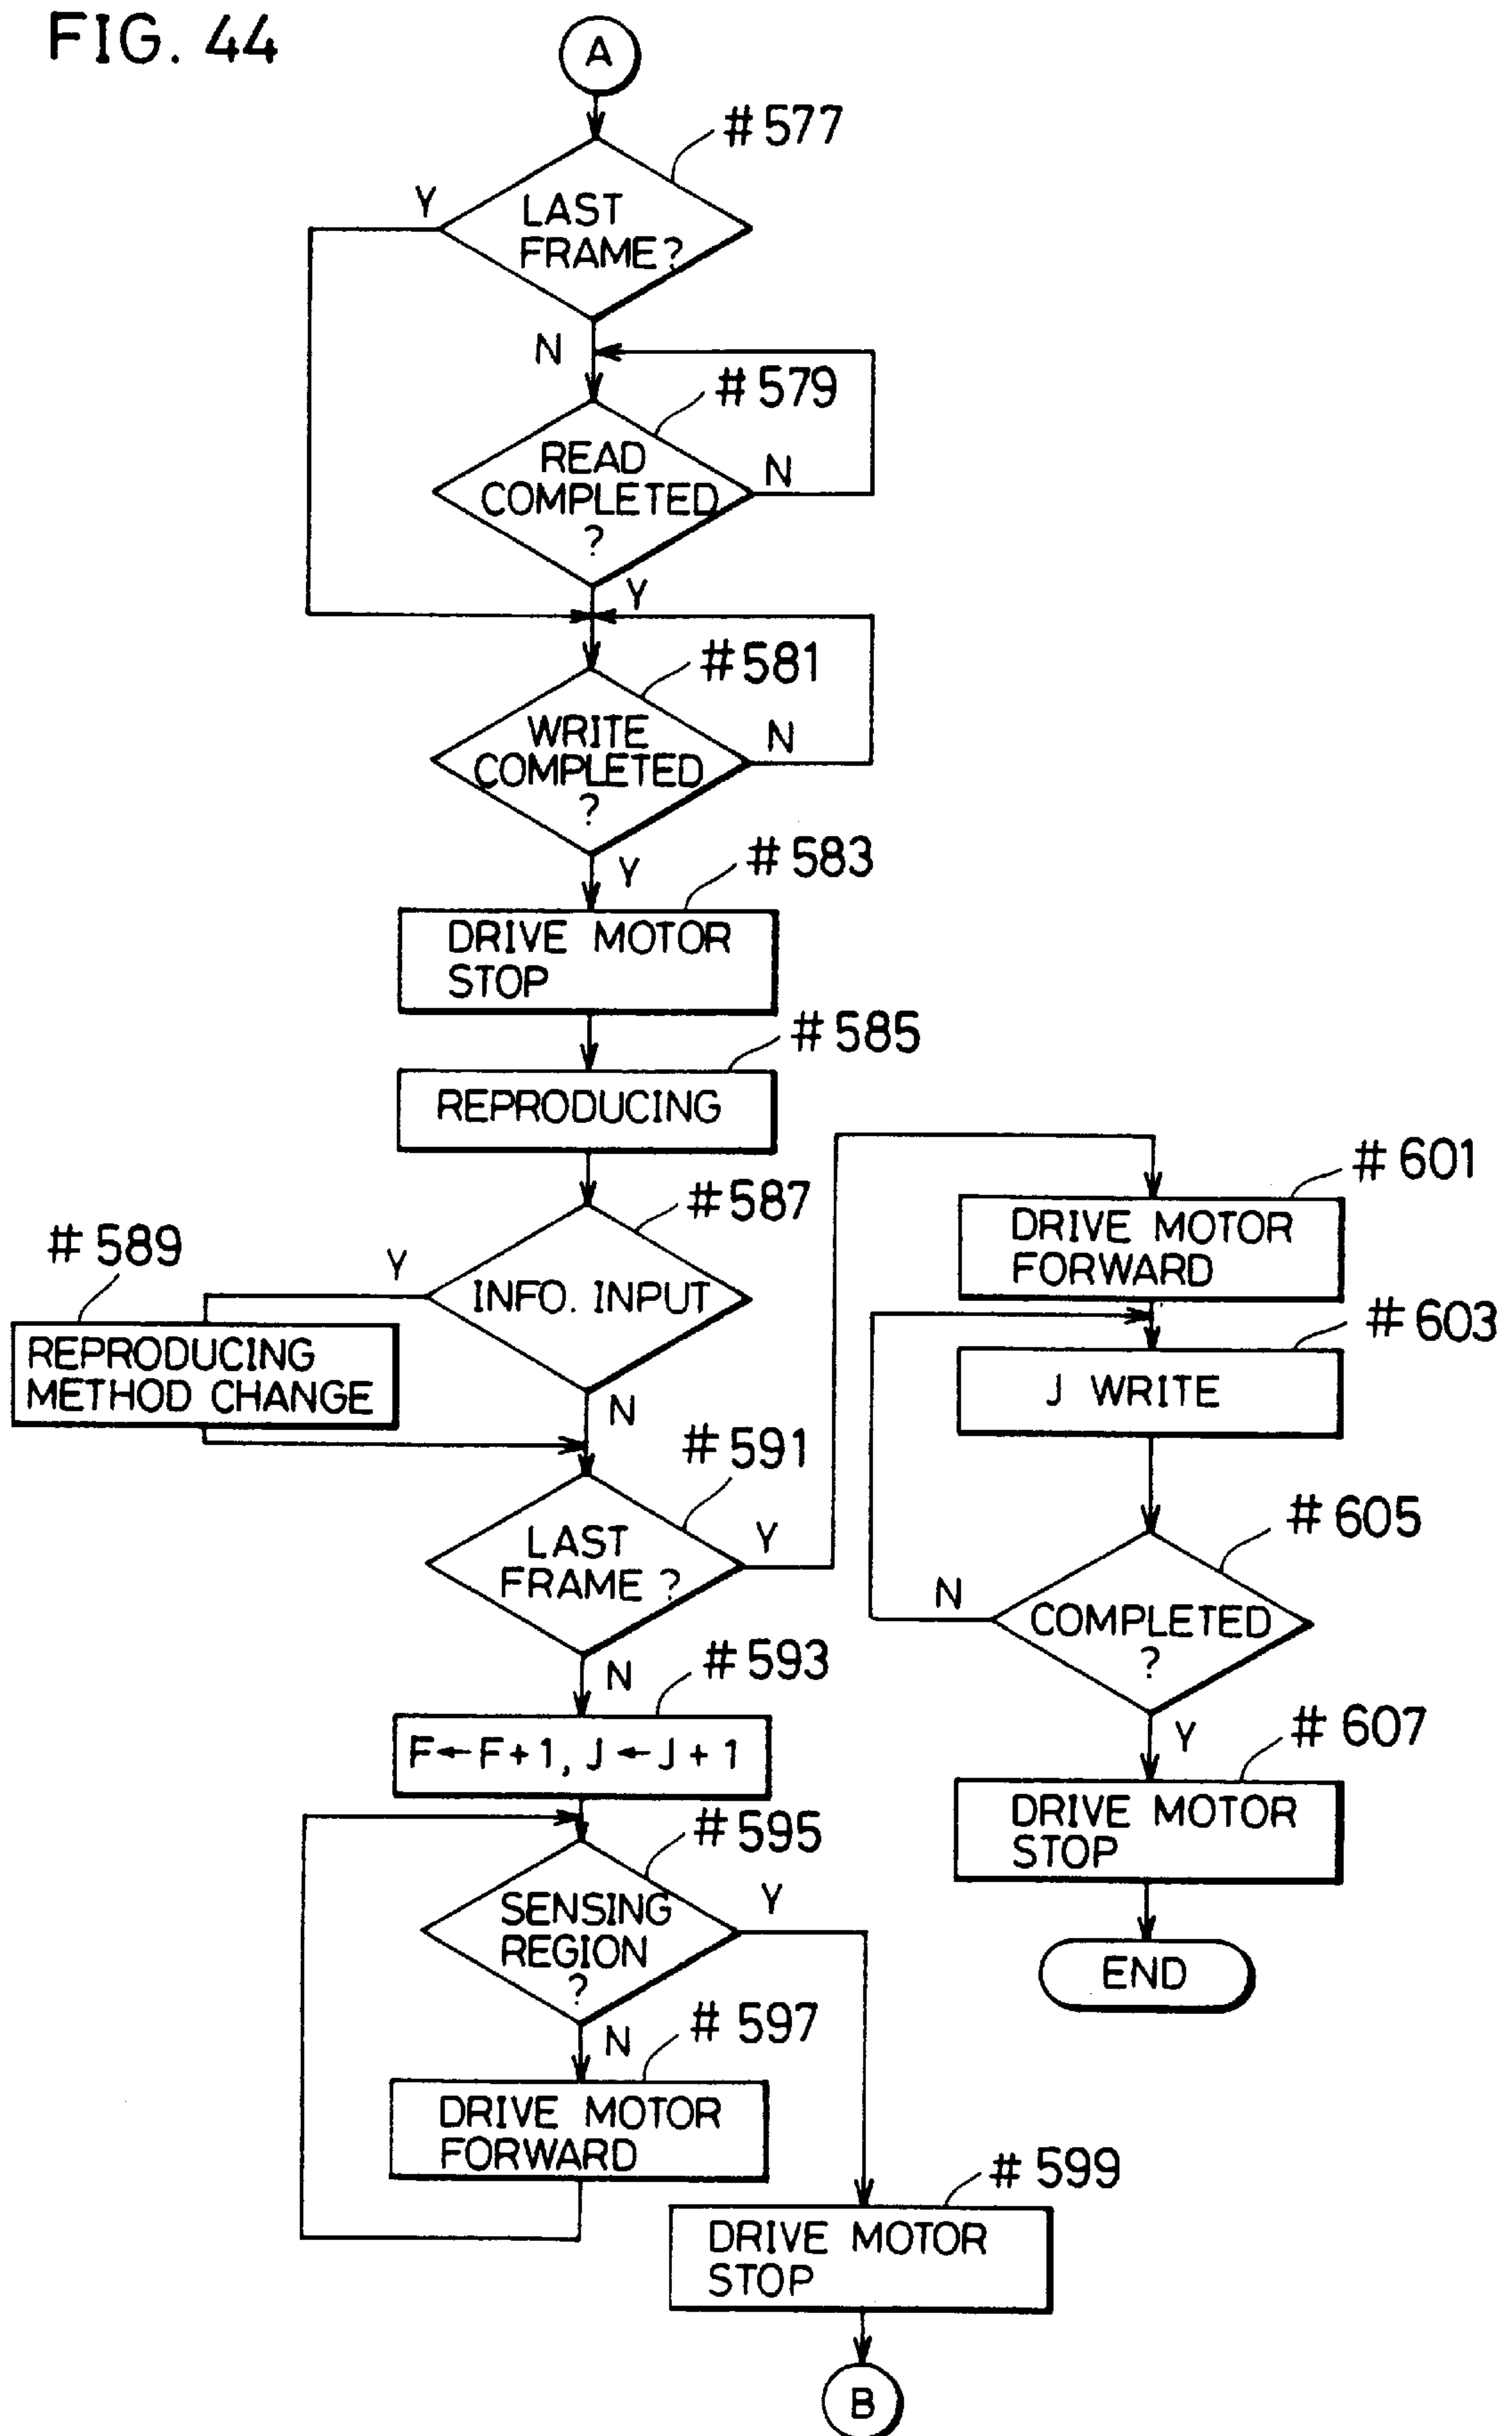 FIG. 44
A
#577
Y
LAST
FRAME?
N
#579
READ
COMPLETED
?
N
Y
#581
WRITE
COMPLETED
?
N
Y
#583
DRIVE MOTOR
STOP
#585
REPRODUCING
#587
INFO. INPUT
Y
#589
REPRODUCING
METHOD CHANGE
N
#591
LAST
FRAME ?
Y
N
#593
F←F+1, J←J+1
#595
SENSING
REGION
?
Y
N
#597
DRIVE MOTOR
FORWARD
#599
DRIVE MOTOR
STOP
B
#601
DRIVE MOTOR
FORWARD
#603
J WRITE
#605
COMPLETED
?
N
Y
#607
DRIVE MOTOR
STOP
END